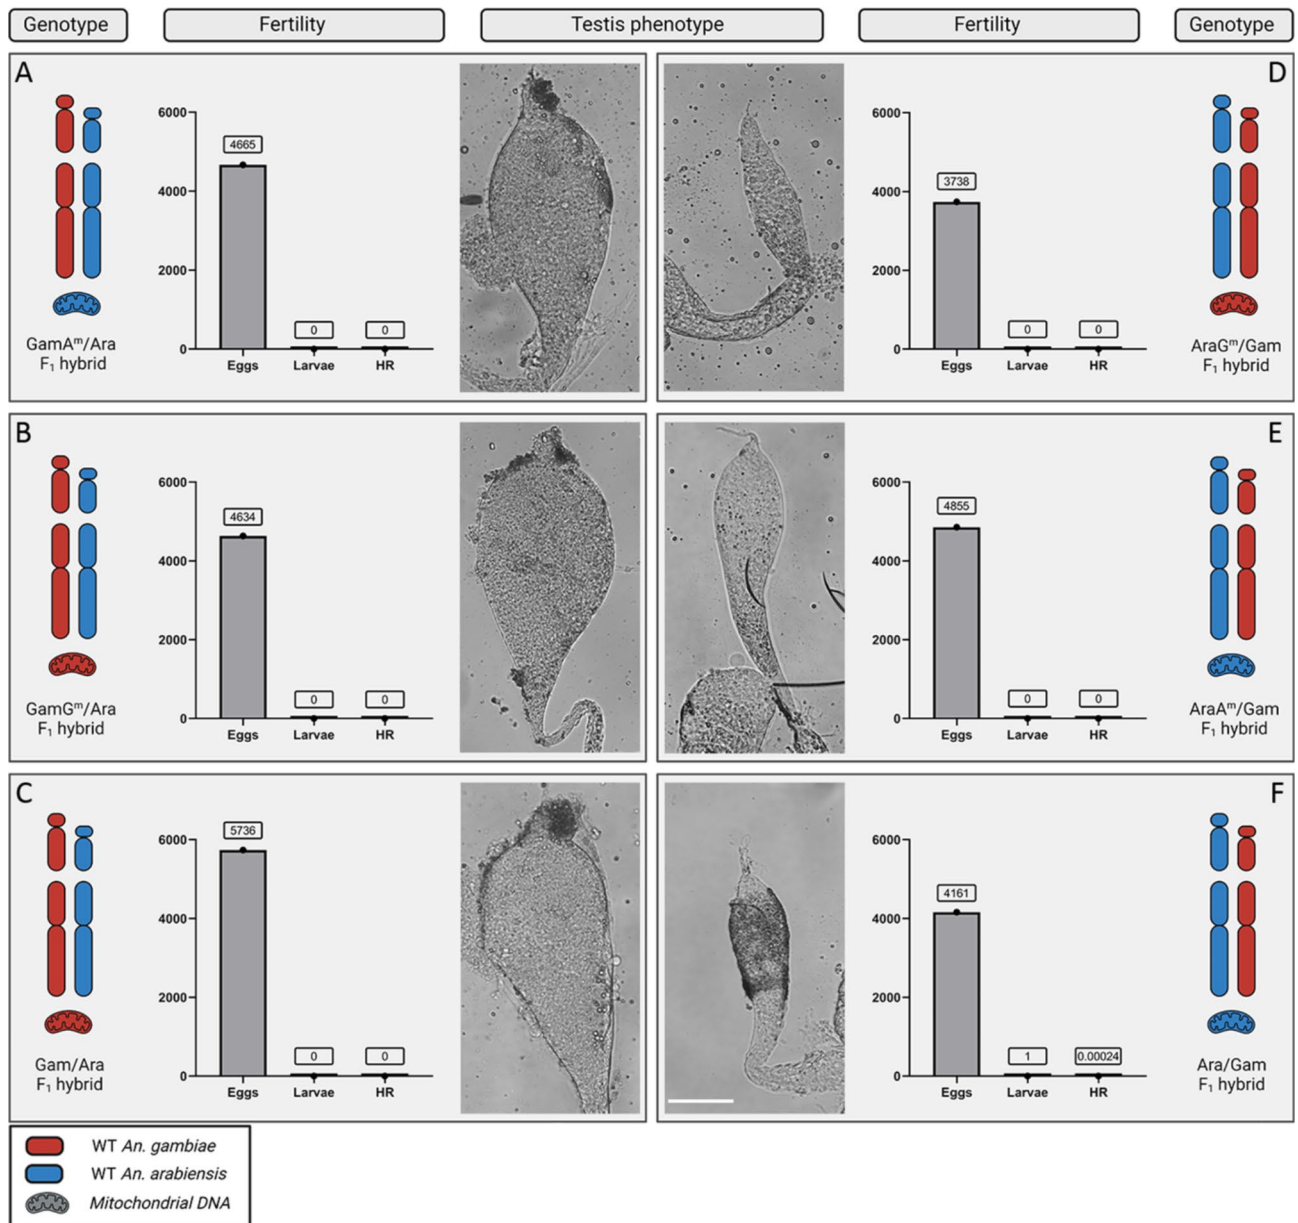 Genotype Fertility Testis phenotype Fertility Genotype
A
6000
4000
2000
0
4665
0
0
Eggs Larvae HR
GamAᵐ/Ara
F₁ hybrid
D
6000
4000
2000
0
3738
0
0
Eggs Larvae HR
AraGᵐ/Gam
F₁ hybrid
B
6000
4000
2000
0
4634
0
0
Eggs Larvae HR
GamGᵐ/Ara
F₁ hybrid
E
6000
4000
2000
0
4855
0
0
Eggs Larvae HR
AraAᵐ/Gam
F₁ hybrid
C
6000
4000
2000
0
5736
0
0
Eggs Larvae HR
Gam/Ara
F₁ hybrid
F
6000
4000
2000
0
4161
1
0.00024
Eggs Larvae HR
Ara/Gam
F₁ hybrid
WT An. gambiae
WT An. arabiensis
Mitochondrial DNA